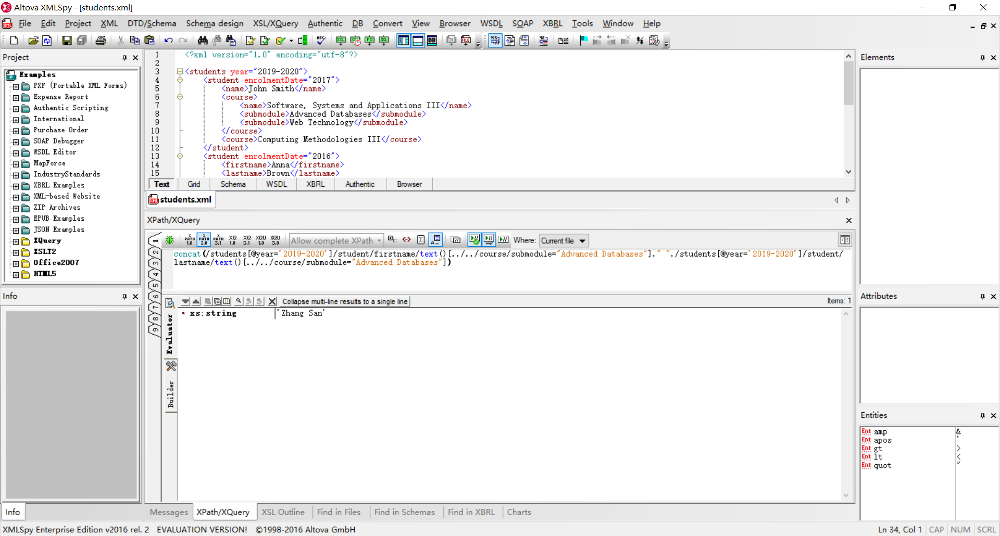 Altova XMLSpy - [students.xml]
File Edit Project XML DTD/Schema Schema design XSL/XQuery Authentic DB Convert View Browser WSDL SOAP XBRL Tools Window Help
Project
Examples
PXF (Portable XML Forms)
Expense Report
Authentic Scripting
International
Purchase Order
SOAP Debugger
WSDL Editor
MapForce
IndustryStandards
XBRL Examples
XML-based Website
ZIP Archives
EPUB Examples
JSON Examples
XQuery
XSLT2
Office2007
HTML5
Info
Info
1 <?xml version="1.0" encoding="utf-8"?>
2
3 <students year="2019-2020">
4 <student enrolmentDate="2017">
5 <name>John Smith</name>
6 <course>
7 <name>Software, Systems and Applications III</name>
8 <submodule>Advanced Databases</submodule>
9 <submodule>Web Technology</submodule>
10 </course>
11 <course>Computing Methodologies III</course>
12 </student>
13 <student enrolmentDate="2016">
14 <firstname>Anna</firstname>
15 <lastname>Brown</lastname>
Text Grid Schema WSDL XBRL Authentic Browser
students.xml
XPath/XQuery
XPATH 1.0 XPATH 2.0 XPATH 3.1 XQ 1.0 XQ 3.1 XQU 1.0 XQU 3.0 Allow complete XPath Where: Current file
1 2 3 4 5 6 7 8 9
concat(/students[@year='2019-2020']/student/firstname/text()[../../course/submodule="Advanced Databases"]," ",/students[@year='2019-2020']/student/
lastname/text()[../../course/submodule="Advanced Databases"])
Collapse multi-line results to a single line Items: 1
Evaluator
Builder
xs:string 'Zhang San'
Messages XPath/XQuery XSL Outline Find in Files Find in Schemas Find in XBRL Charts
Elements
Attributes
Entities
Ent amp &
Ent apos '
Ent gt >
Ent lt <
Ent quot "
XMLSpy Enterprise Edition v2016 rel. 2 EVALUATION VERSION! ©1998-2016 Altova GmbH Ln 34, Col 1 CAP NUM SCRL